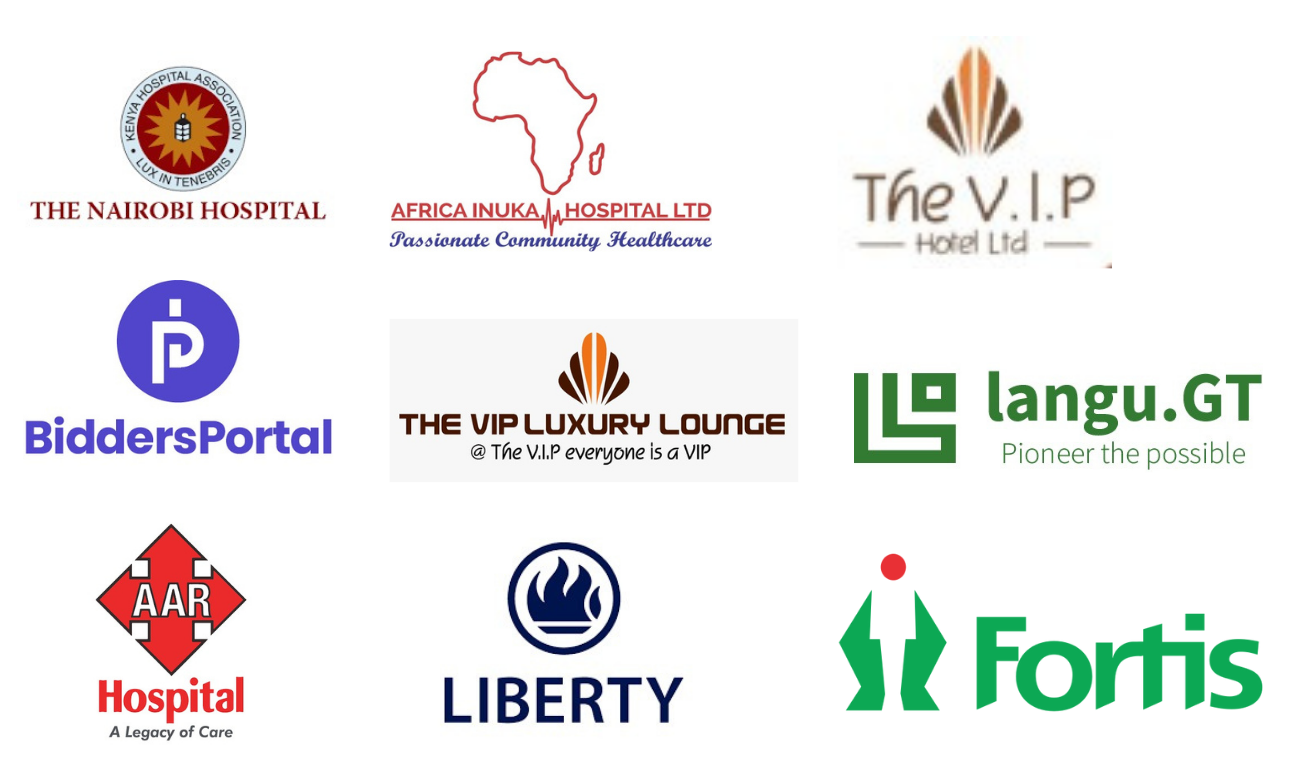 KENYA HOSPITAL ASSOCIATION
• LUX IN TENEBRIS •
THE NAIROBI HOSPITAL
AFRICA INUKA HOSPITAL LTD
Passionate Community Healthcare
The V.I.P
Hotel Ltd
BiddersPortal
THE VIP LUXURY LOUNGE
@ The V.I.P everyone is a VIP
langu.GT
Pioneer the possible
AAR
Hospital
A Legacy of Care
LIBERTY
Fortis